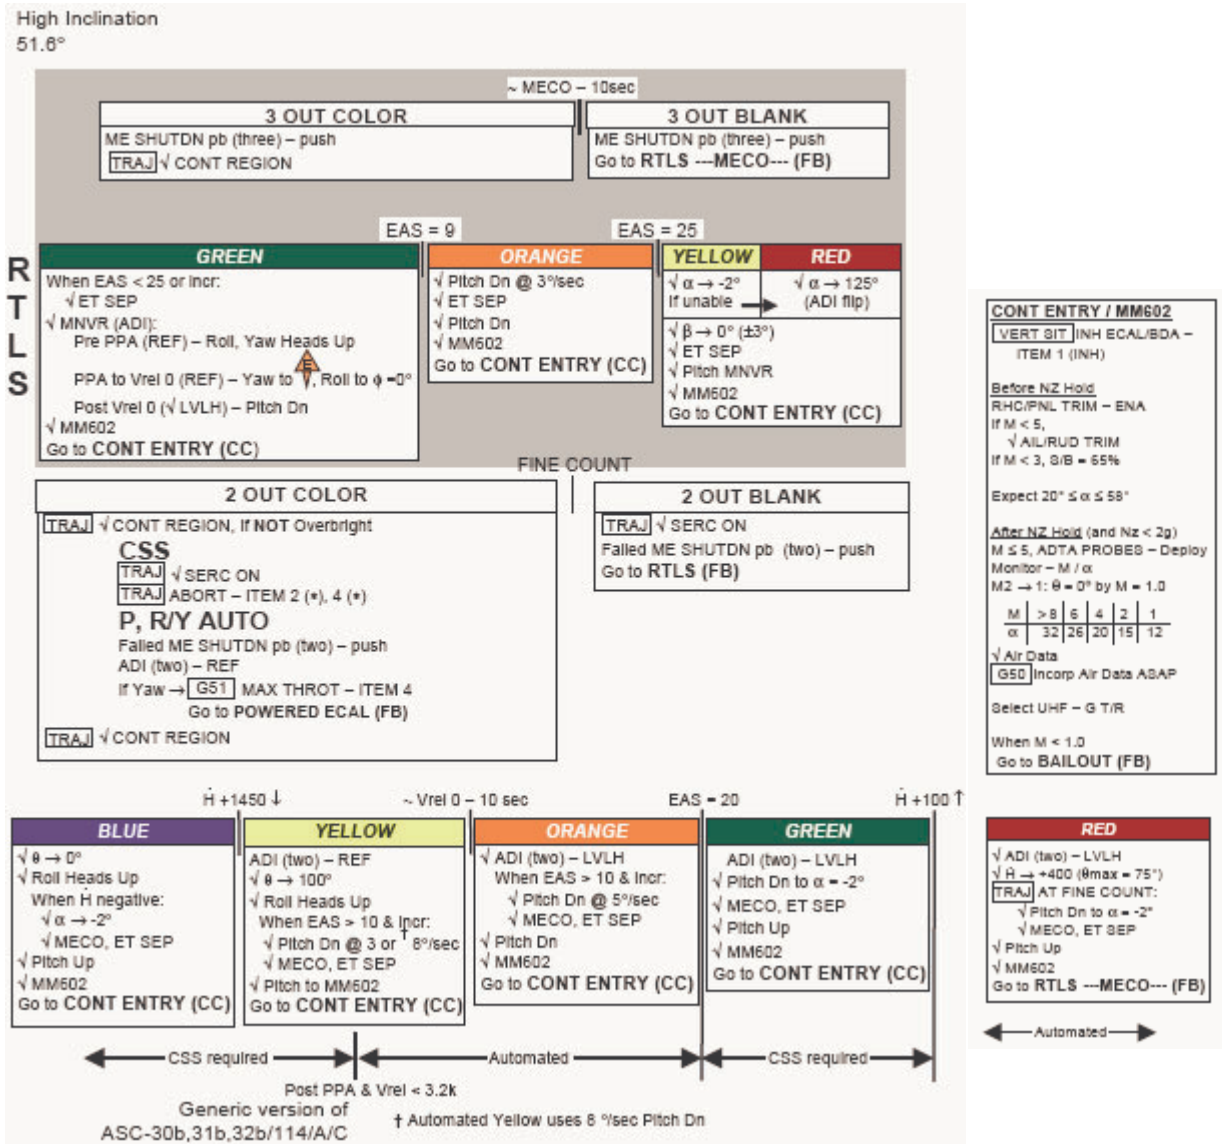 High Inclination
51.6°
~ MECO – 10sec
3 OUT COLOR
ME SHUTDN pb (three) – push
TRAJ √ CONT REGION
3 OUT BLANK
ME SHUTDN pb (three) – push
Go to RTLS ---MECO--- (FB)
RTLS
EAS = 9
EAS = 25
GREEN
When EAS < 25 or Incr:
√ ET SEP
√ MNVR (ADI):
Pre PPA (REF) – Roll, Yaw Heads Up
PPA to Vrel 0 (REF) – Yaw to E, Roll to ϕ =0°
Post Vrel 0 (√ LVLH) – Pitch Dn
√ MM602
Go to CONT ENTRY (CC)
ORANGE
√ Pitch Dn @ 3°/sec
√ ET SEP
√ Pitch Dn
√ MM602
Go to CONT ENTRY (CC)
YELLOW
√ α → -2°
If unable →
RED
√ α → 125°
(ADI flip)
√ β → 0° (±3°)
√ ET SEP
√ Pitch MNVR
√ MM602
Go to CONT ENTRY (CC)
FINE COUNT
2 OUT COLOR
TRAJ √ CONT REGION, If NOT Overbright
CSS
TRAJ √ SERC ON
TRAJ ABORT – ITEM 2 (*), 4 (*)
P, R/Y AUTO
Failed ME SHUTDN pb (two) – push
ADI (two) – REF
If Yaw → G51 MAX THROT – ITEM 4
Go to POWERED ECAL (FB)
TRAJ √ CONT REGION
2 OUT BLANK
TRAJ √ SERC ON
Failed ME SHUTDN pb (two) – push
Go to RTLS (FB)
Ḣ +1450 ↓
~ Vrel 0 – 10 sec
EAS = 20
Ḣ +100 ↑
BLUE
√ θ → 0°
√ Roll Heads Up
When Ḣ negative:
√ α → -2°
√ MECO, ET SEP
√ Pitch Up
√ MM602
Go to CONT ENTRY (CC)
YELLOW
ADI (two) – REF
√ θ → 100°
√ Roll Heads Up
When EAS > 10 & Incr:
√ Pitch Dn @ 3 or † 8°/sec
√ MECO, ET SEP
√ Pitch to MM602
Go to CONT ENTRY (CC)
ORANGE
√ ADI (two) – LVLH
When EAS > 10 & Incr:
√ Pitch Dn @ 5°/sec
√ MECO, ET SEP
√ Pitch Dn
√ MM602
Go to CONT ENTRY (CC)
GREEN
ADI (two) – LVLH
√ Pitch Dn to α = -2°
√ MECO, ET SEP
√ Pitch Up
√ MM602
Go to CONT ENTRY (CC)
CSS required
Automated
CSS required
Post PPA & Vrel < 3.2k
Generic version of
ASC-30b,31b,32b/114/A/C
† Automated Yellow uses 8 °/sec Pitch Dn
CONT ENTRY / MM602
VERT SIT INH ECAL/BDA –
ITEM 1 (INH)
Before NZ Hold
RHC/PNL TRIM – ENA
If M < 5,
√ AIL/RUD TRIM
If M < 3, S/B = 65%
Expect 20° ≤ α ≤ 58°
After NZ Hold (and Nz < 2g)
M ≤ 5, ADTA PROBES – Deploy
Monitor – M / α
M2 → 1: θ = 0° by M = 1.0
M >8 6 4 2 1
α 32 26 20 15 12
√ Air Data
G50 Incorp Air Data ASAP
Select UHF – G T/R
When M < 1.0
Go to BAILOUT (FB)
RED
√ ADI (two) – LVLH
√ Ḣ → +400 (θmax = 75°)
TRAJ AT FINE COUNT:
√ Pitch Dn to α = -2°
√ MECO, ET SEP
√ Pitch Up
√ MM602
Go to RTLS ---MECO--- (FB)
Automated